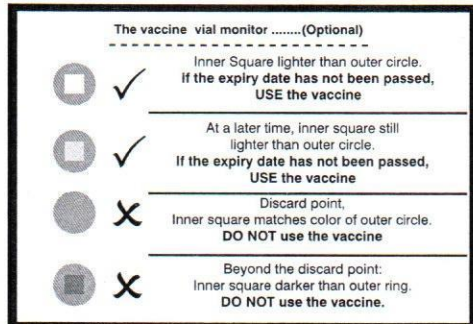 The vaccine vial monitor ........(Optional)
Inner Square lighter than outer circle.
If the expiry date has not been passed,
USE the vaccine
At a later time, inner square still
lighter than outer circle.
If the expiry date has not been passed,
USE the vaccine
Discard point,
Inner square matches color of outer circle.
DO NOT use the vaccine
Beyond the discard point:
Inner square darker than outer ring.
DO NOT use the vaccine.